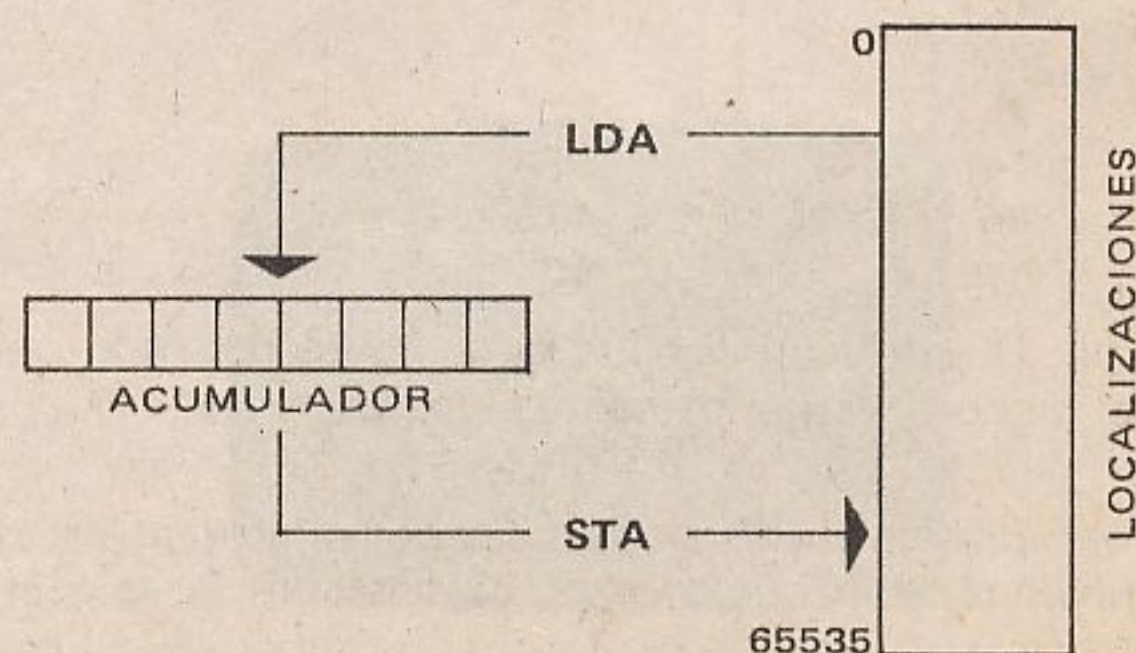 0
LDA
LOCALIZACIONES
ACUMULADOR
STA
65535